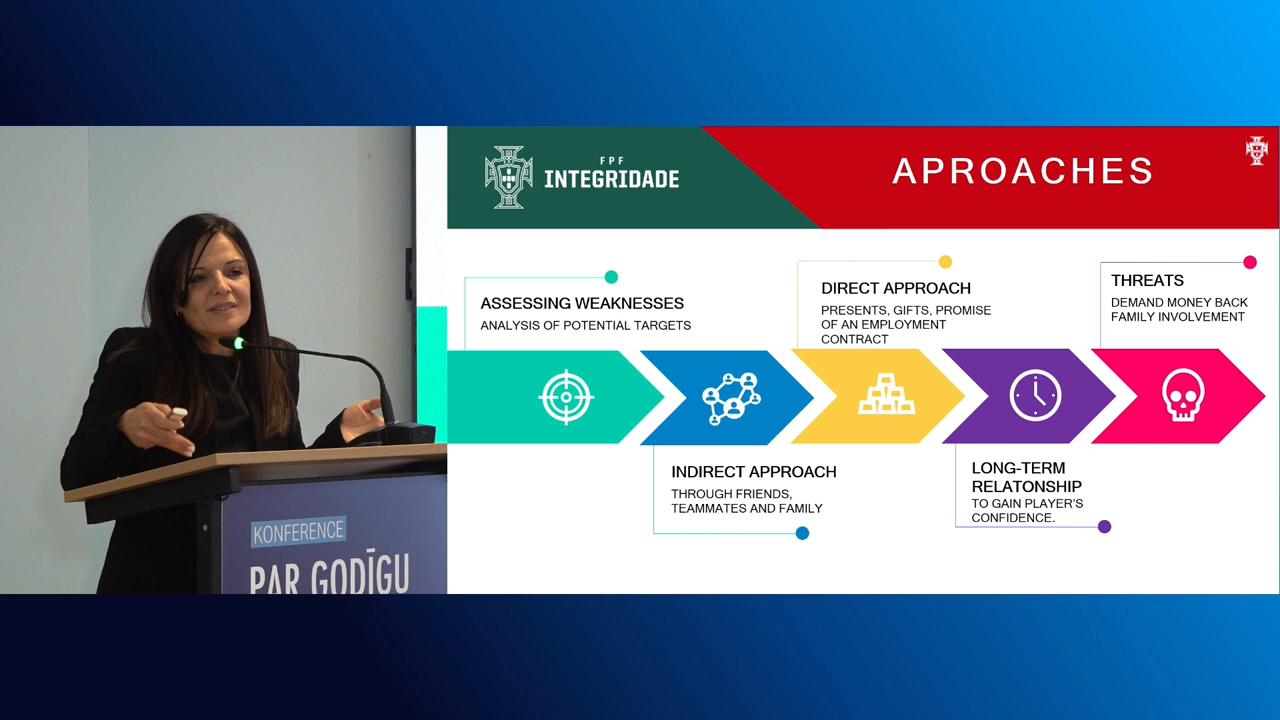 FPF
INTEGRIDADE
APROACHES
ASSESSING WEAKNESSES
ANALYSIS OF POTENTIAL TARGETS
DIRECT APPROACH
PRESENTS, GIFTS, PROMISE
OF AN EMPLOYMENT
CONTRACT
THREATS
DEMAND MONEY BACK
FAMILY INVOLVEMENT
INDIRECT APPROACH
THROUGH FRIENDS,
TEAMMATES AND FAMILY
LONG-TERM
RELATONSHIP
TO GAIN PLAYER'S
CONFIDENCE.
KONFERENCE
PAR GODĪGU